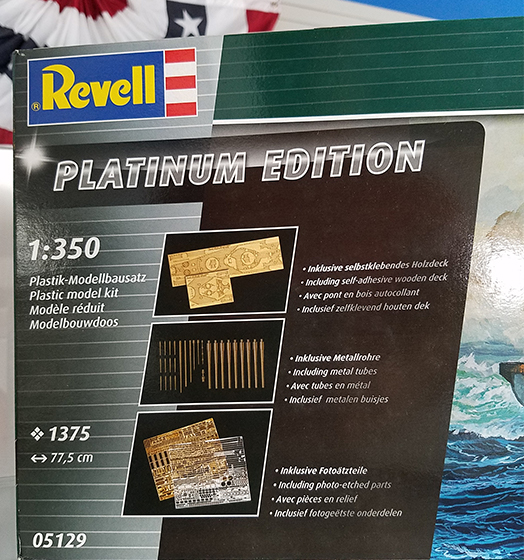 ® Revell
PLATINUM EDITION
1:350
Plastik-Modellbausatz
Plastic model kit
Modèle réduit
Modelbouwdoos
• Inklusive selbstklebendes Holzdeck
• Including self-adhesive wooden deck
• Avec pont en bois autocollant
• Inclusief zelfklevend houten dek
• Inklusive Metallrohre
• Including metal tubes
• Avec tubes en métal
• Inclusief metalen buisjes
❖ 1375
↔ 77,5 cm
• Inklusive Fotoätzteile
• Including photo-etched parts
• Avec pièces en relief
• Inclusief fotogeëtste onderdelen
05129